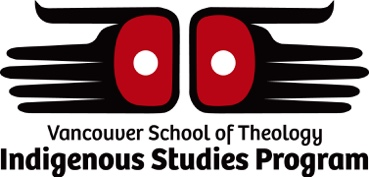 Vancouver School of Theology
Indigenous Studies Program